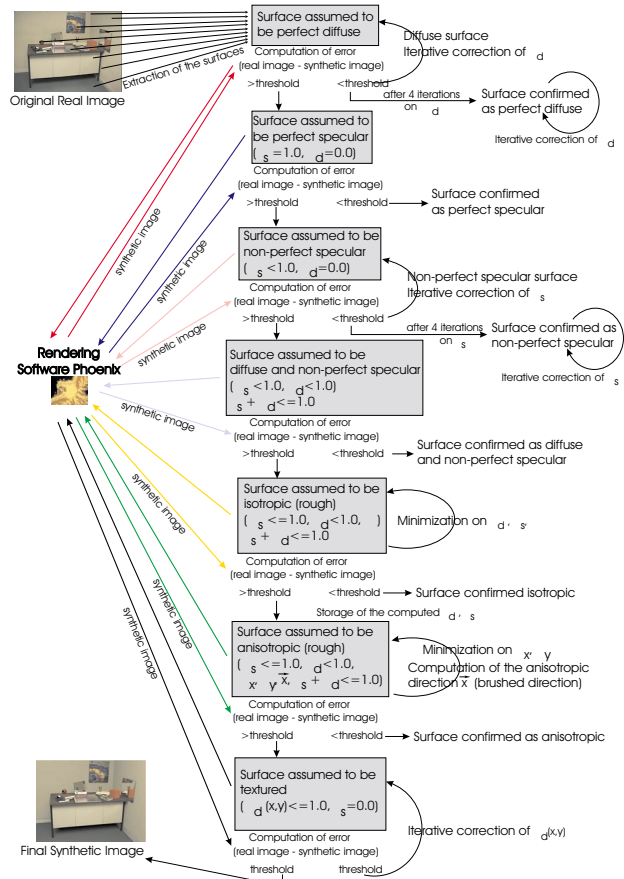 Surface assumed to
be perfect diffuse
Diffuse surface
Iterative correction of d
Extraction of the surfaces
Original Real Image
Computation of error
(real image - synthetic image)
>threshold <threshold
after 4 iterations
on d
Surface confirmed
as perfect diffuse
Iterative correction of d
Surface assumed to
be perfect specular
( s =1.0, d=0.0)
Computation of error
(real image - synthetic image)
>threshold <threshold
Surface confirmed
as perfect specular
synthetic image
synthetic image
Surface assumed to be
non-perfect specular
( s <1.0, d=0.0)
Computation of error
(real image - synthetic image)
Non-perfect specular surface
Iterative correction of s
>threshold <threshold
after 4 iterations
on s
Surface confirmed as
non-perfect specular
Iterative correction of s
synthetic image
Rendering
Software Phoenix
Surface assumed to be
diffuse and non-perfect specular
( s <1.0, d<1.0)
s + d<=1.0
synthetic image
Computation of error
(real image - synthetic image)
>threshold <threshold
Surface confirmed as diffuse
and non-perfect specular
Surface assumed to be
isotropic (rough)
( s <=1.0, d<1.0, )
s + d<=1.0
Minimization on d, s,
synthetic image
Computation of error
(real image - synthetic image)
>threshold <threshold
Surface confirmed isotropic
Storage of the computed d, s
synthetic image
synthetic image
Surface assumed to be
anisotropic (rough)
( s <=1.0, d<1.0,
x, y, x, s + d<=1.0)
Minimization on x, y
Computation of the anisotropic
direction x (brushed direction)
Computation of error
(real image - synthetic image)
>threshold <threshold
Surface confirmed as anisotropic
Surface assumed to be
textured
( d (x,y)<=1.0, s=0.0)
Computation of error
(real image - synthetic image)
Iterative correction of d(x,y)
Final Synthetic Image
threshold threshold